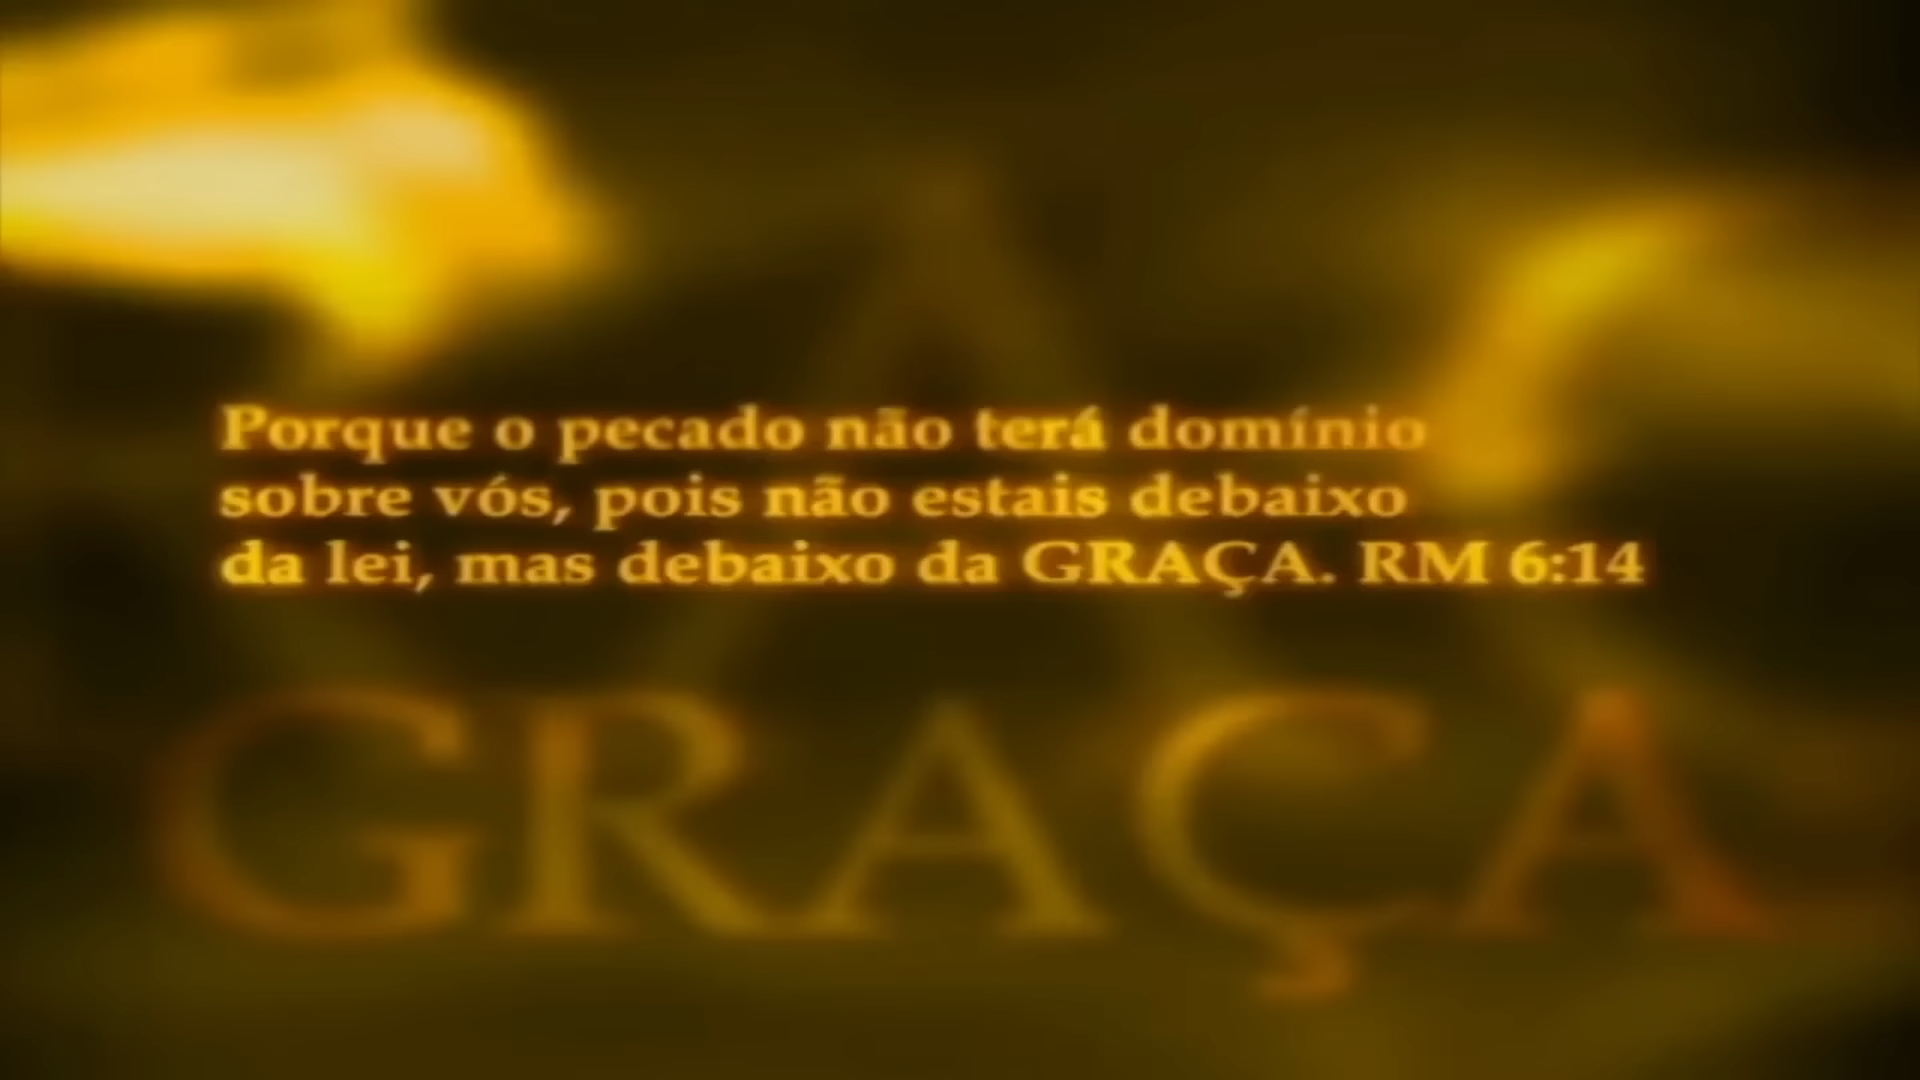 Porque o pecado não terá domínio
sobre vós, pois não estais debaixo
da lei, mas debaixo da GRAÇA. RM 6:14
GRAÇA